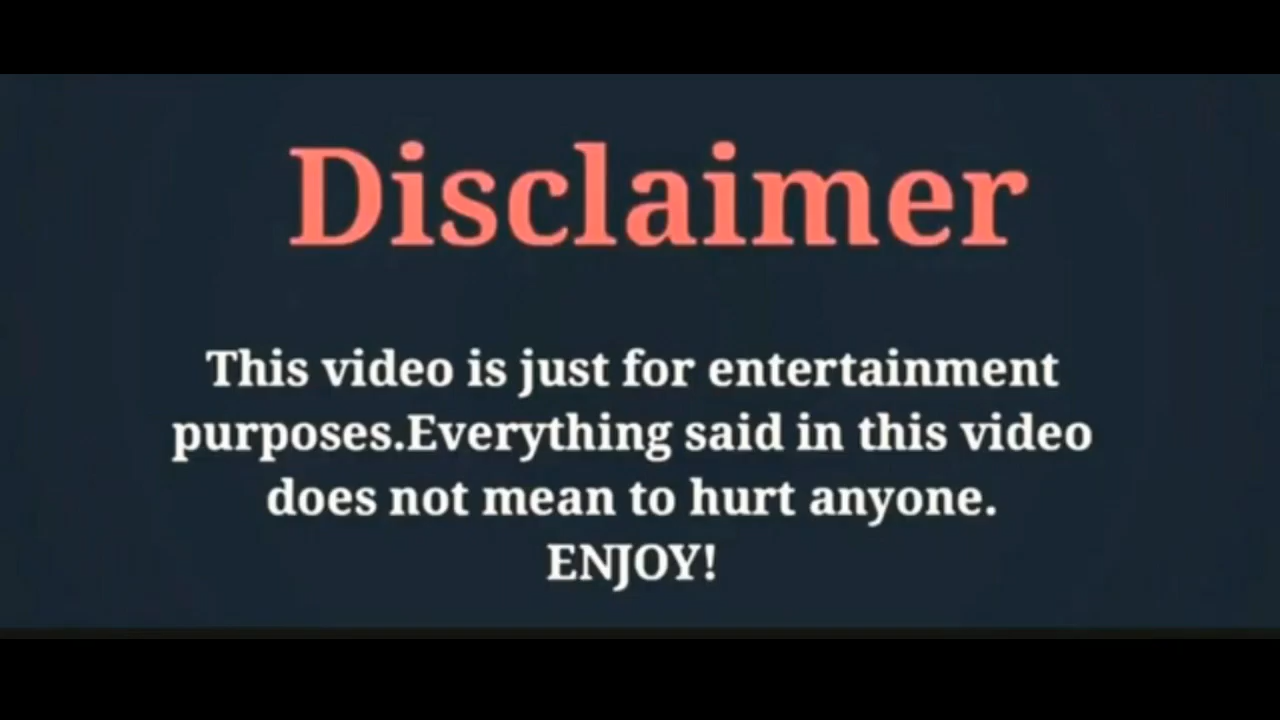 Disclaimer
This video is just for entertainment
purposes.Everything said in this video
does not mean to hurt anyone.
ENJOY!